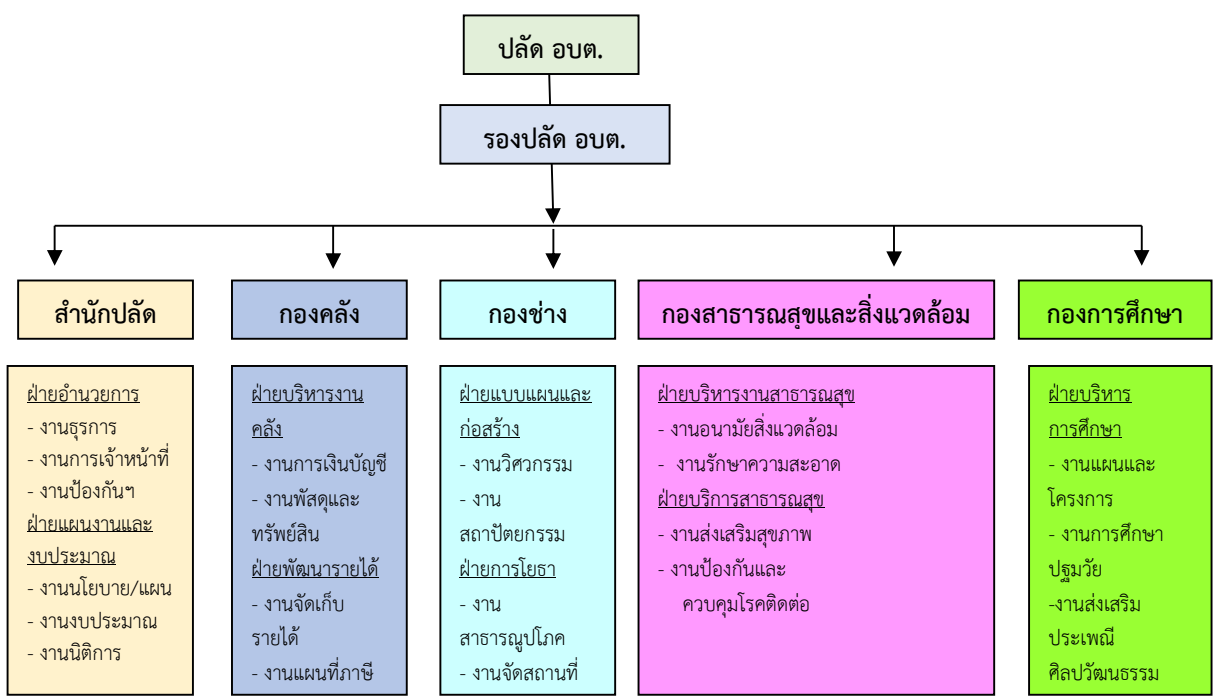 ปลัด อบต.
รองปลัด อบต.
สำนักปลัด
กองคลัง
กองช่าง
กองสาธารณสุขและสิ่งแวดล้อม
กองการศึกษา
ฝ่ายอำนวยการ
- งานธุรการ
- งานการเจ้าหน้าที่
- งานป้องกันฯ
ฝ่ายแผนงานและ
งบประมาณ
- งานนโยบาย/แผน
- งานงบประมาณ
- งานนิติการ
ฝ่ายบริหารงาน
คลัง
- งานการเงินบัญชี
- งานพัสดุและ
ทรัพย์สิน
ฝ่ายพัฒนารายได้
- งานจัดเก็บ
รายได้
- งานแผนที่ภาษี
ฝ่ายแบบแผนและ
ก่อสร้าง
- งานวิศวกรรม
- งาน
สถาปัตยกรรม
ฝ่ายการโยธา
- งาน
สาธารณูปโภค
- งานจัดสถานที่
ฝ่ายบริหารงานสาธารณสุข
- งานอนามัยสิ่งแวดล้อม
- งานรักษาความสะอาด
ฝ่ายบริการสาธารณสุข
- งานส่งเสริมสุขภาพ
- งานป้องกันและ
ควบคุมโรคติดต่อ
ฝ่ายบริหาร
การศึกษา
- งานแผนและ
โครงการ
- งานการศึกษา
ปฐมวัย
-งานส่งเสริม
ประเพณี
ศิลปวัฒนธรรม